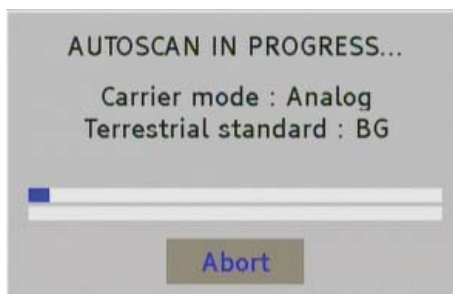 AUTOSCAN IN PROGRESS...
Carrier mode : Analog
Terrestrial standard : BG
Abort